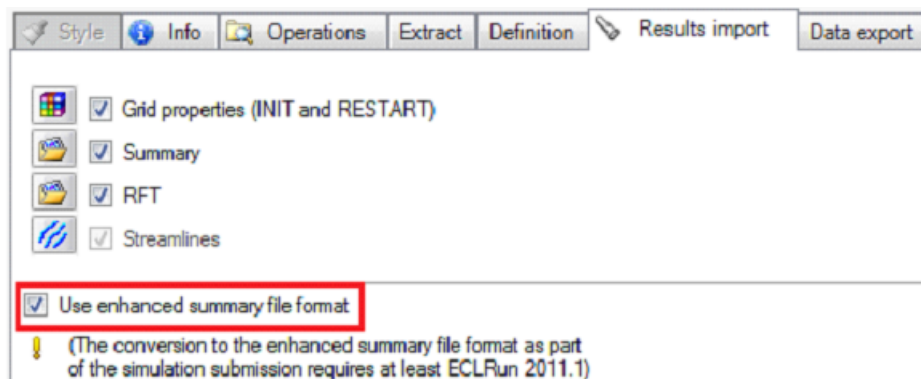 Style Info Operations Extract Definition Results import Data export
Grid properties (INIT and RESTART)
Summary
RFT
Streamlines
Use enhanced summary file format
(The conversion to the enhanced summary file format as part
of the simulation submission requires at least ECLRun 2011.1)